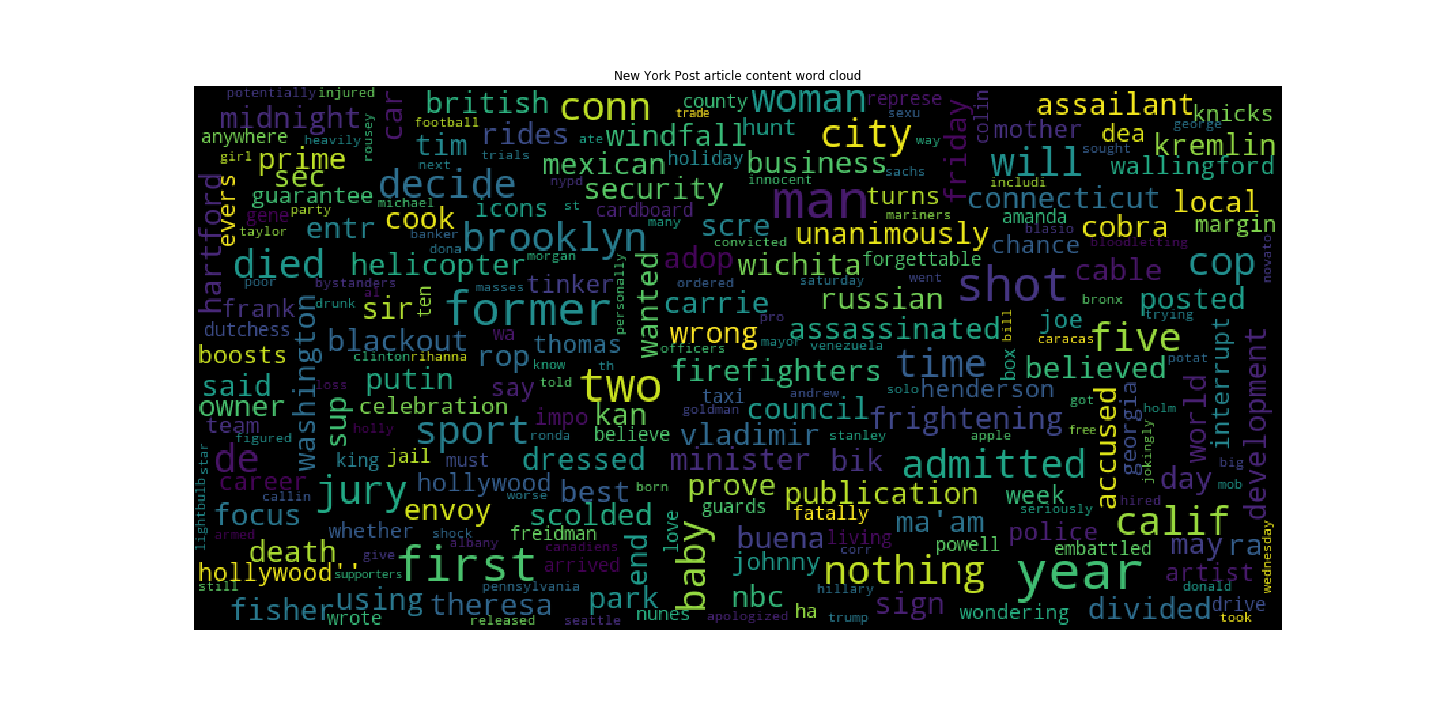 New York Post article content word cloud
potentially injured car british conn county woman represe assailant knicks
midnight football trade sexu george
anywhere heavily rousey tim rides ate windfall hunt city way friday colin mother dea sought kremlin
girl prime next trials mexican holiday business sachs will wallingford
hartford evers sec decide nypd security innocent man turns includi connecticut local
guarantee michael icons st cardboard
gene party cook many scre mariners amanda cobra margin
taylor entr banker brooklyn convicted unanimously blasio chance bloodletting novato
died dona helicopter morgan personally wanted adop wichita forgettable cable cop
poor bystanders al masses tinker ordered saturday went shot
frank drunk sir ten former carrie russian bronx posted
dutchess washington blackout wa thomas wrong pro assassinated box bill joe trying
boosts clinton rihanna rop know th officers mayor venezuela caracas five
said loss putin say told two firefighters time believed potat interrupt
owner celebration impo kan taxi goldman andrew solo henderson got georgia holm world development
team holly sup sport ronda believe council frightening free accused
figured vladimir stanley apple jokingly
de king jail must dressed minister bik admitted day big
star lightbulb career callin jury hollywood worse best born prove publication week hired mob
focus envoy scolded guards fatally ma'am seriously calif
armed whether shock freidman love baby buena living corr police
death albany canadiens end powell embattled may ra wednesday
hollywood'' supporters give first arrived johnny nothing year artist
still pennsylvania nbc hillary donald
fisher using theresa park nunes ha sign wondering divided drive
wrote released seattle apologized trump took